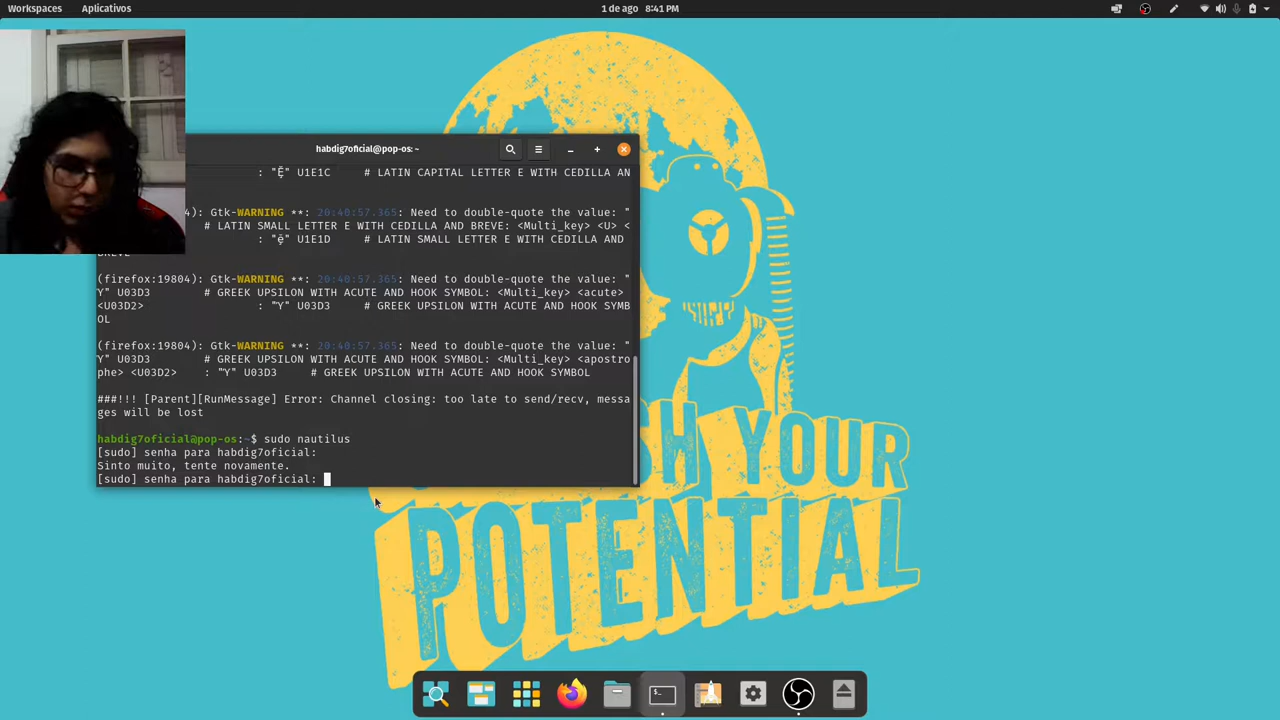 Workspaces Aplicativos 1 de ago 8:41 PM
habdig7oficial@pop-os: ~
: "Ḝ" U1E1C # LATIN CAPITAL LETTER E WITH CEDILLA AN
4): Gtk-WARNING **: 20:40:57.365: Need to double-quote the value: "
# LATIN SMALL LETTER E WITH CEDILLA AND BREVE: <Multi_key> <U> <
: "ḝ" U1E1D # LATIN SMALL LETTER E WITH CEDILLA AND
BREVE
(firefox:19804): Gtk-WARNING **: 20:40:57.365: Need to double-quote the value: "
ϓ" U03D3 # GREEK UPSILON WITH ACUTE AND HOOK SYMBOL: <Multi_key> <acute>
<U03D2> : "ϓ" U03D3 # GREEK UPSILON WITH ACUTE AND HOOK SYMB
OL
(firefox:19804): Gtk-WARNING **: 20:40:57.365: Need to double-quote the value: "
ϓ" U03D3 # GREEK UPSILON WITH ACUTE AND HOOK SYMBOL: <Multi_key> <apostro
phe> <U03D2> : "ϓ" U03D3 # GREEK UPSILON WITH ACUTE AND HOOK SYMBOL
###!!! [Parent][RunMessage] Error: Channel closing: too late to send/recv, messa
ges will be lost
habdig7oficial@pop-os:~$ sudo nautilus
[sudo] senha para habdig7oficial:
Sinto muito, tente novamente.
[sudo] senha para habdig7oficial:
YOUR
POTENTIAL